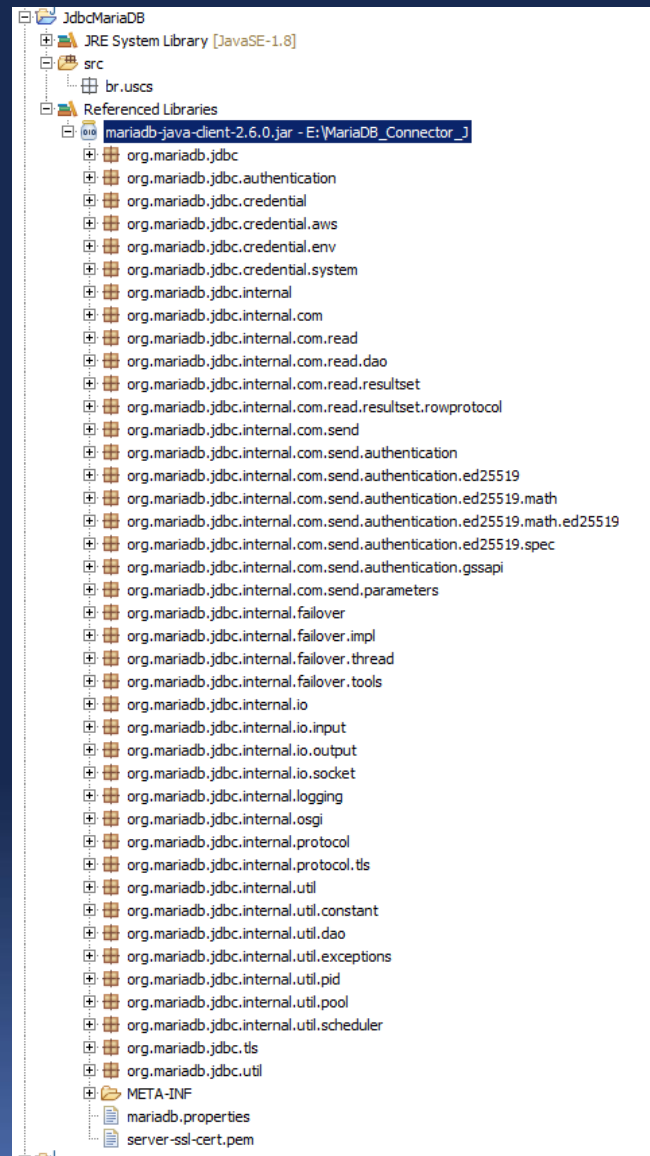 JdbcMariaDB
JRE System Library [JavaSE-1.8]
src
br.uscs
Referenced Libraries
mariadb-java-client-2.6.0.jar - E:\MariaDB_Connector_J
org.mariadb.jdbc
org.mariadb.jdbc.authentication
org.mariadb.jdbc.credential
org.mariadb.jdbc.credential.aws
org.mariadb.jdbc.credential.env
org.mariadb.jdbc.credential.system
org.mariadb.jdbc.internal
org.mariadb.jdbc.internal.com
org.mariadb.jdbc.internal.com.read
org.mariadb.jdbc.internal.com.read.dao
org.mariadb.jdbc.internal.com.read.resultset
org.mariadb.jdbc.internal.com.read.resultset.rowprotocol
org.mariadb.jdbc.internal.com.send
org.mariadb.jdbc.internal.com.send.authentication
org.mariadb.jdbc.internal.com.send.authentication.ed25519
org.mariadb.jdbc.internal.com.send.authentication.ed25519.math
org.mariadb.jdbc.internal.com.send.authentication.ed25519.math.ed25519
org.mariadb.jdbc.internal.com.send.authentication.ed25519.spec
org.mariadb.jdbc.internal.com.send.authentication.gssapi
org.mariadb.jdbc.internal.com.send.parameters
org.mariadb.jdbc.internal.failover
org.mariadb.jdbc.internal.failover.impl
org.mariadb.jdbc.internal.failover.thread
org.mariadb.jdbc.internal.failover.tools
org.mariadb.jdbc.internal.io
org.mariadb.jdbc.internal.io.input
org.mariadb.jdbc.internal.io.output
org.mariadb.jdbc.internal.io.socket
org.mariadb.jdbc.internal.logging
org.mariadb.jdbc.internal.osgi
org.mariadb.jdbc.internal.protocol
org.mariadb.jdbc.internal.protocol.tls
org.mariadb.jdbc.internal.util
org.mariadb.jdbc.internal.util.constant
org.mariadb.jdbc.internal.util.dao
org.mariadb.jdbc.internal.util.exceptions
org.mariadb.jdbc.internal.util.pid
org.mariadb.jdbc.internal.util.pool
org.mariadb.jdbc.internal.util.scheduler
org.mariadb.jdbc.tls
org.mariadb.jdbc.util
META-INF
mariadb.properties
server-ssl-cert.pem